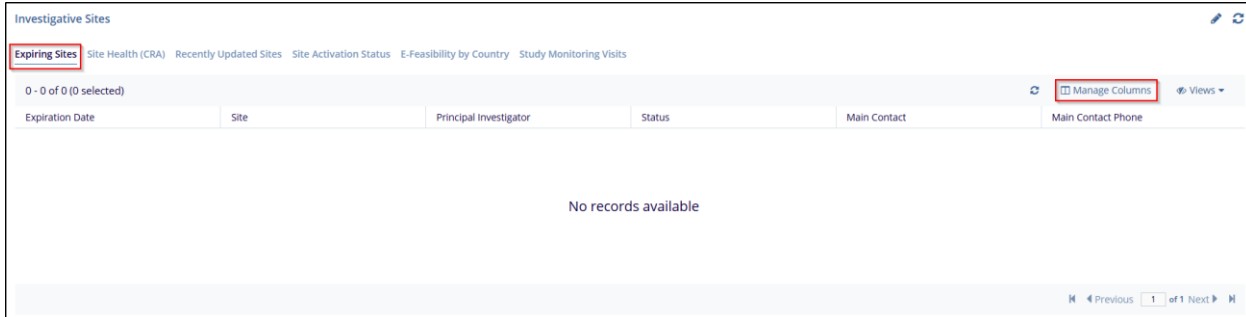 Investigative Sites
Expiring Sites Site Health (CRA) Recently Updated Sites Site Activation Status E-Feasibility by Country Study Monitoring Visits
0 - 0 of 0 (0 selected) Manage Columns Views
Expiration Date Site Principal Investigator Status Main Contact Main Contact Phone
No records available
Previous 1 of 1 Next